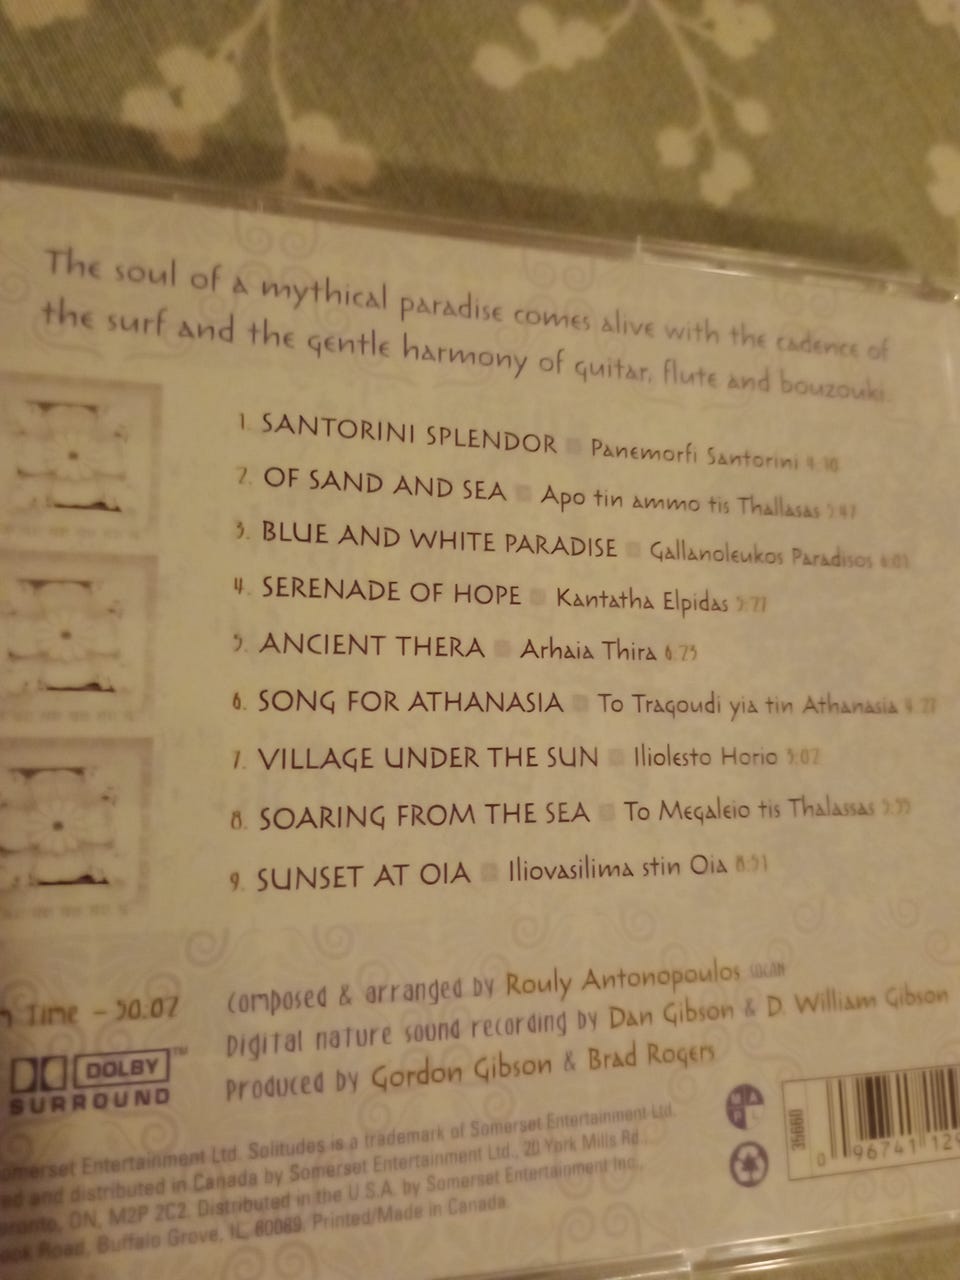 The soul of a mythical paradise comes alive with the cadence of
the surf and the gentle harmony of guitar, flute and bouzouki.
1. SANTORINI SPLENDOR Panemorfi Santorini
2. OF SAND AND SEA Apo tin ammo tis Thallasas
3. BLUE AND WHITE PARADISE Gallanoleukos Paradisos
4. SERENADE OF HOPE Kantatha Elpidas
5. ANCIENT THERA Arhaia Thira
6. SONG FOR ATHANASIA To Tragoudi yia tin Athanasia
7. VILLAGE UNDER THE SUN Iliolesto Horio
8. SOARING FROM THE SEA To Megaleio tis Thalassas
9. SUNSET AT OIA Iliovasilima stin Oia
Composed & arranged by Rouly Antonopoulos SOCAN
Digital nature sound recording by Dan Gibson & D. William Gibson
Produced by Gordon Gibson & Brad Rogers
Time – 50:07
DOLBY™
SURROUND
Entertainment Ltd. Solitudes is a trademark of Somerset Entertainment Ltd.
and distributed in Canada by Somerset Entertainment Ltd., 20 York Mills Rd.,
ON, M2P 2C2. Distributed in the U.S.A. by Somerset Entertainment Inc.,
Road, Buffalo Grove, IL, 60089. Printed/Made in Canada.
35660
0 96741 12